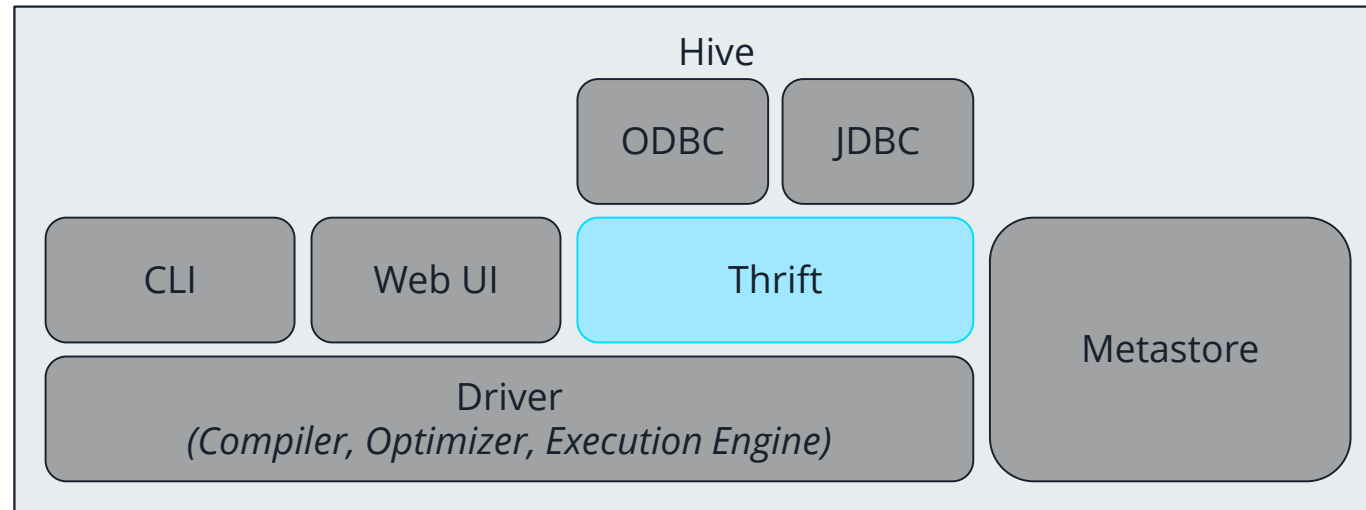 Hive
ODBC
JDBC
CLI
Web UI
Thrift
Metastore
Driver
(Compiler, Optimizer, Execution Engine)